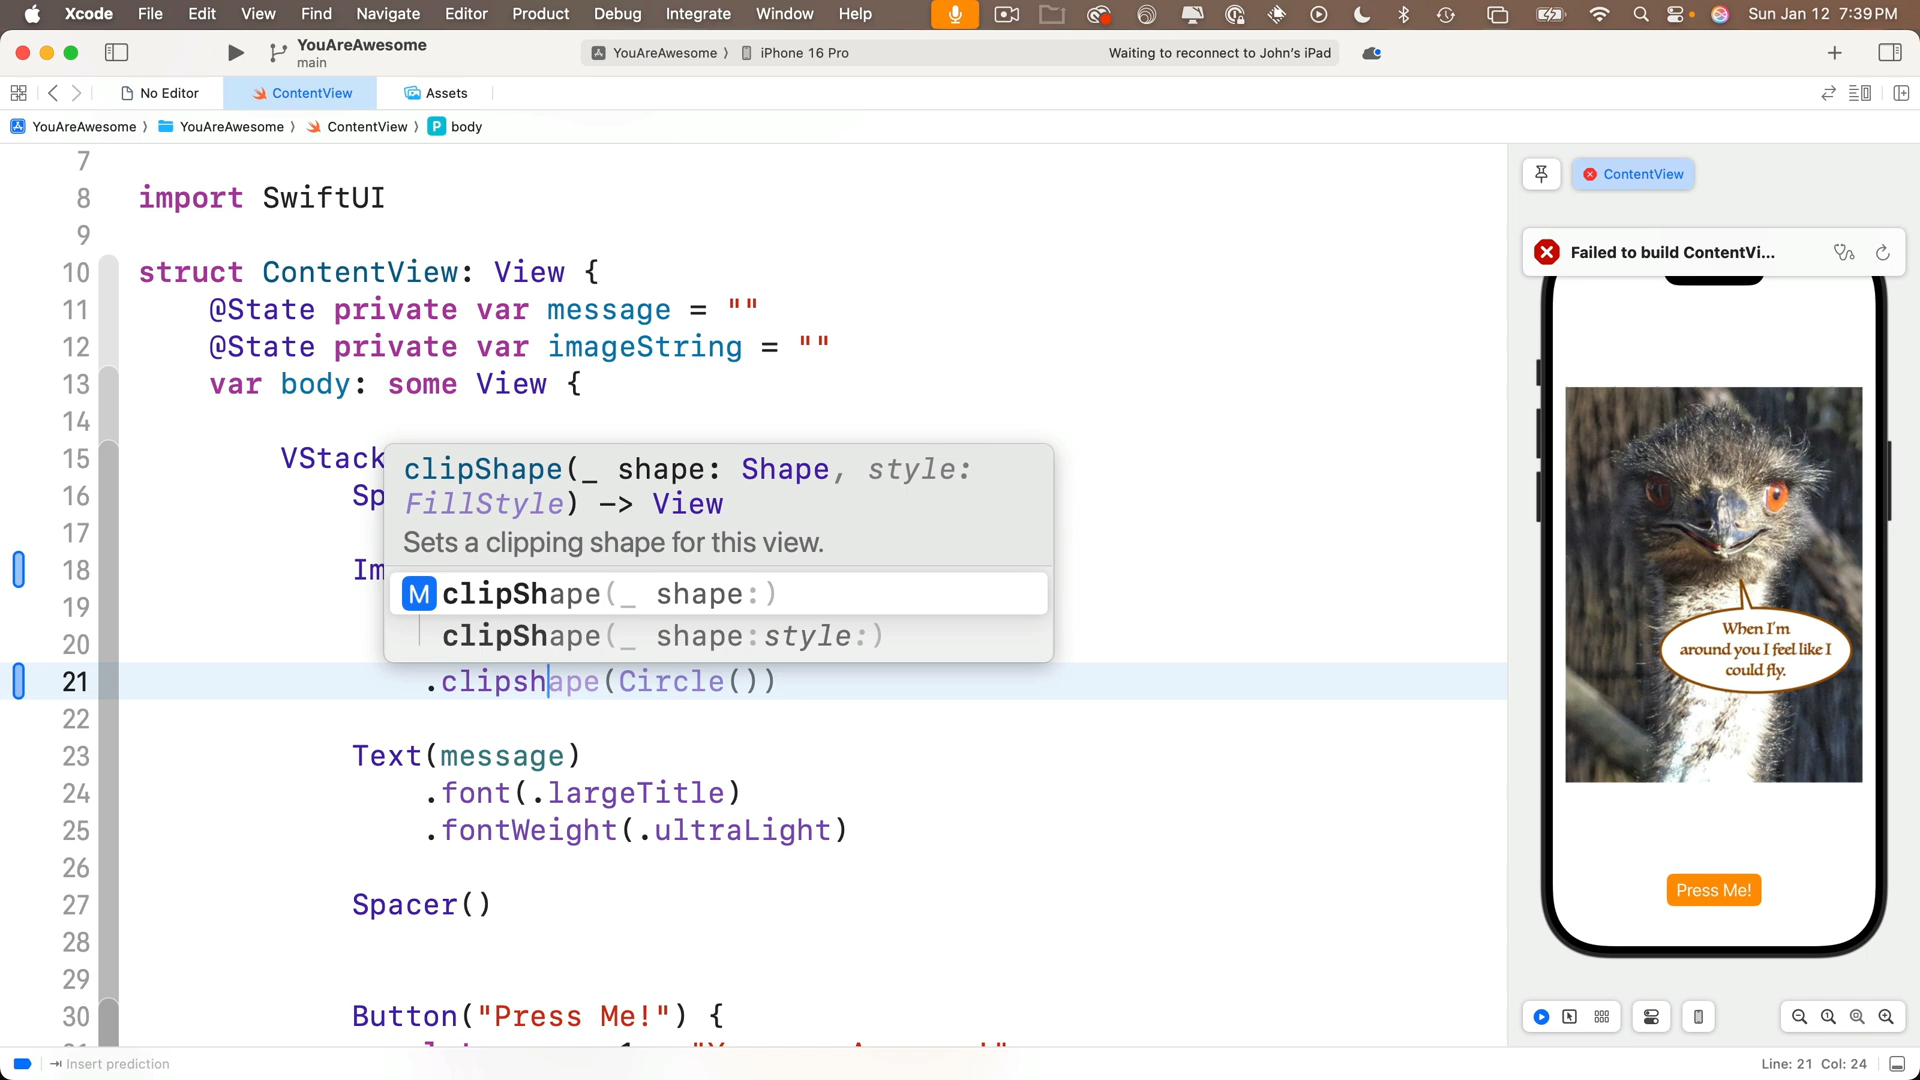 Xcode File Edit View Find Navigate Editor Product Debug Integrate Window Help Sun Jan 12 7:39 PM
YouAreAwesome
main
YouAreAwesome 〉 iPhone 16 Pro Waiting to reconnect to John's iPad
No Editor ContentView Assets
YouAreAwesome 〉 YouAreAwesome 〉 ContentView 〉 P body
7
8 import SwiftUI
9
10 struct ContentView: View {
11 @State private var message = ""
12 @State private var imageString = ""
13 var body: some View {
14
15 VStack
16 Sp
17
18 Im
19
20
clipShape(_ shape: Shape, style:
FillStyle) -> View
Sets a clipping shape for this view.
M clipShape(_ shape:)
clipShape(_ shape:style:)
21 .clipshape(Circle())
22
23 Text(message)
24 .font(.largeTitle)
25 .fontWeight(.ultraLight)
26
27 Spacer()
28
29
30 Button("Press Me!") {
ContentView
Failed to build ContentVi...
When I'm
around you I feel like I
could fly.
Press Me!
Insert prediction Line: 21 Col: 24